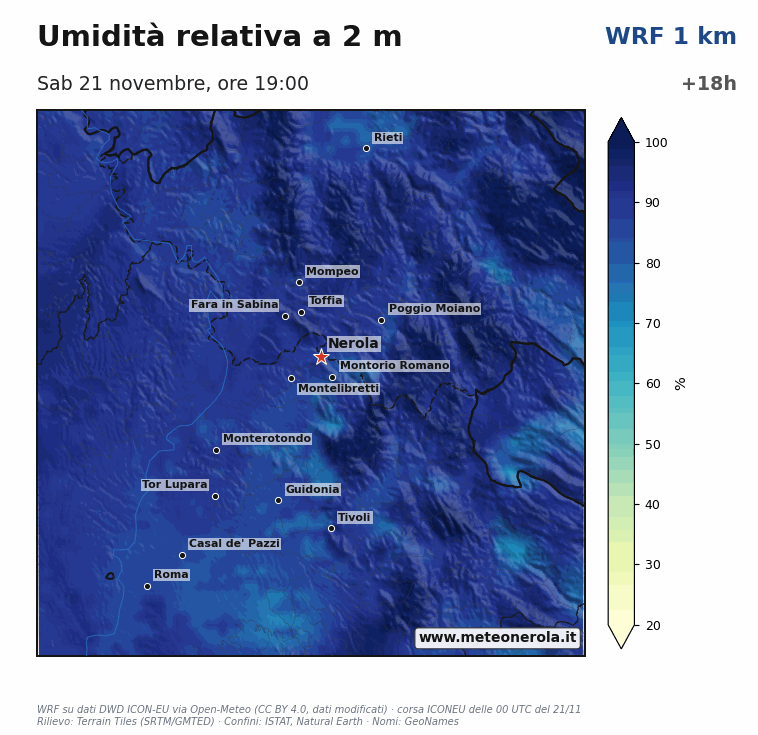 Umidità relativa a 2 m
WRF 1 km
Sab 21 novembre, ore 19:00
+18h
Rieti
Mompeo
Toffia
Fara in Sabina
Poggio Moiano
Nerola
Montorio Romano
Montelibretti
Monterotondo
Tor Lupara
Guidonia
Tivoli
Casal de' Pazzi
Roma
www.meteonerola.it
100
90
80
70
60
50
40
30
20
%
WRF su dati DWD ICON-EU via Open-Meteo (CC BY 4.0, dati modificati) · corsa ICONEU delle 00 UTC del 21/11
Rilievo: Terrain Tiles (SRTM/GMTED) · Confini: ISTAT, Natural Earth · Nomi: GeoNames